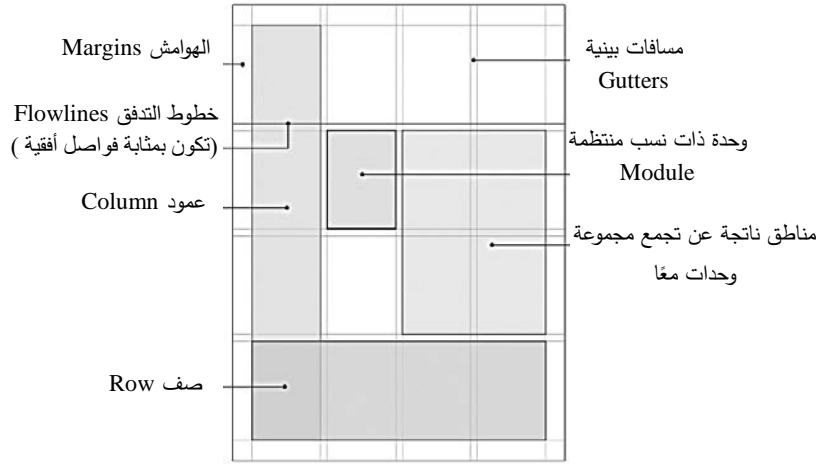 مسافات بينية
Gutters
الهوامش Margins
خطوط التدفق Flowlines
(تكون بمثابة فواصل أفقية )
وحدة ذات نسب منتظمة
Module
عمود Column
مناطق ناتجة عن تجمع مجموعة
وحدات معًا
صف Row